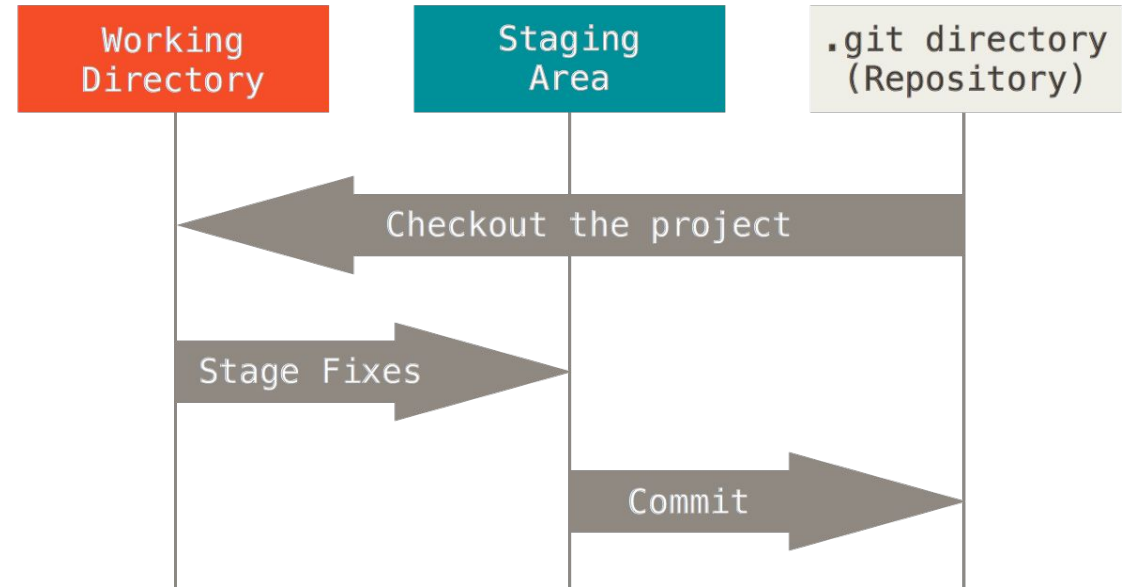 Working
Directory
Staging
Area
.git directory
(Repository)
Checkout the project
Stage Fixes
Commit